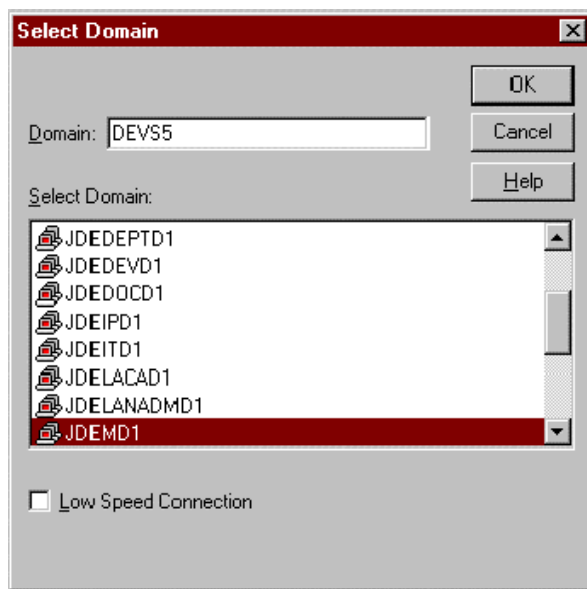 Select Domain
OK
Domain: DEVS5
Cancel
Help
Select Domain:
JDEDEPTD1
JDEDEVD1
JDEDOCD1
JDEIPD1
JDEITD1
JDELACAD1
JDELANADMD1
JDEMD1
Low Speed Connection